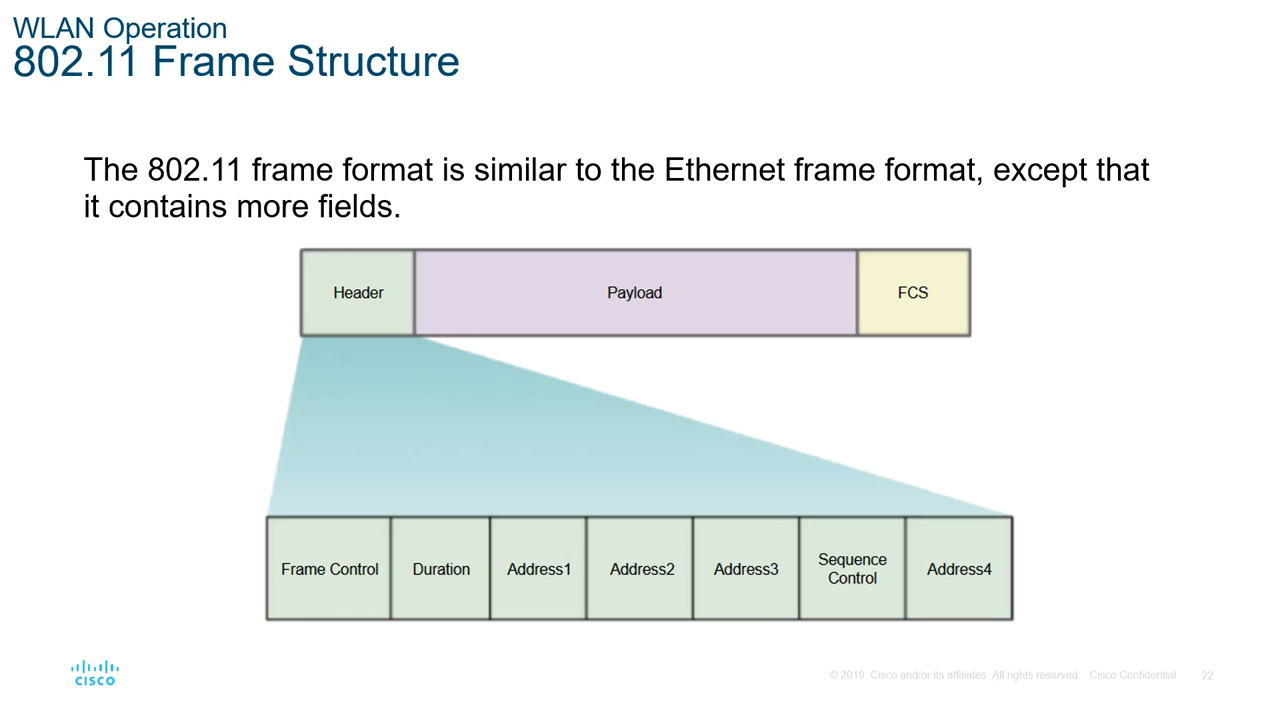 WLAN Operation
802.11 Frame Structure
The 802.11 frame format is similar to the Ethernet frame format, except that
it contains more fields.
Header
Payload
FCS
Frame Control
Duration
Address1
Address2
Address3
Sequence
Control
Address4
CISCO
© 2019 Cisco and/or its affiliates. All rights reserved. Cisco Confidential
22